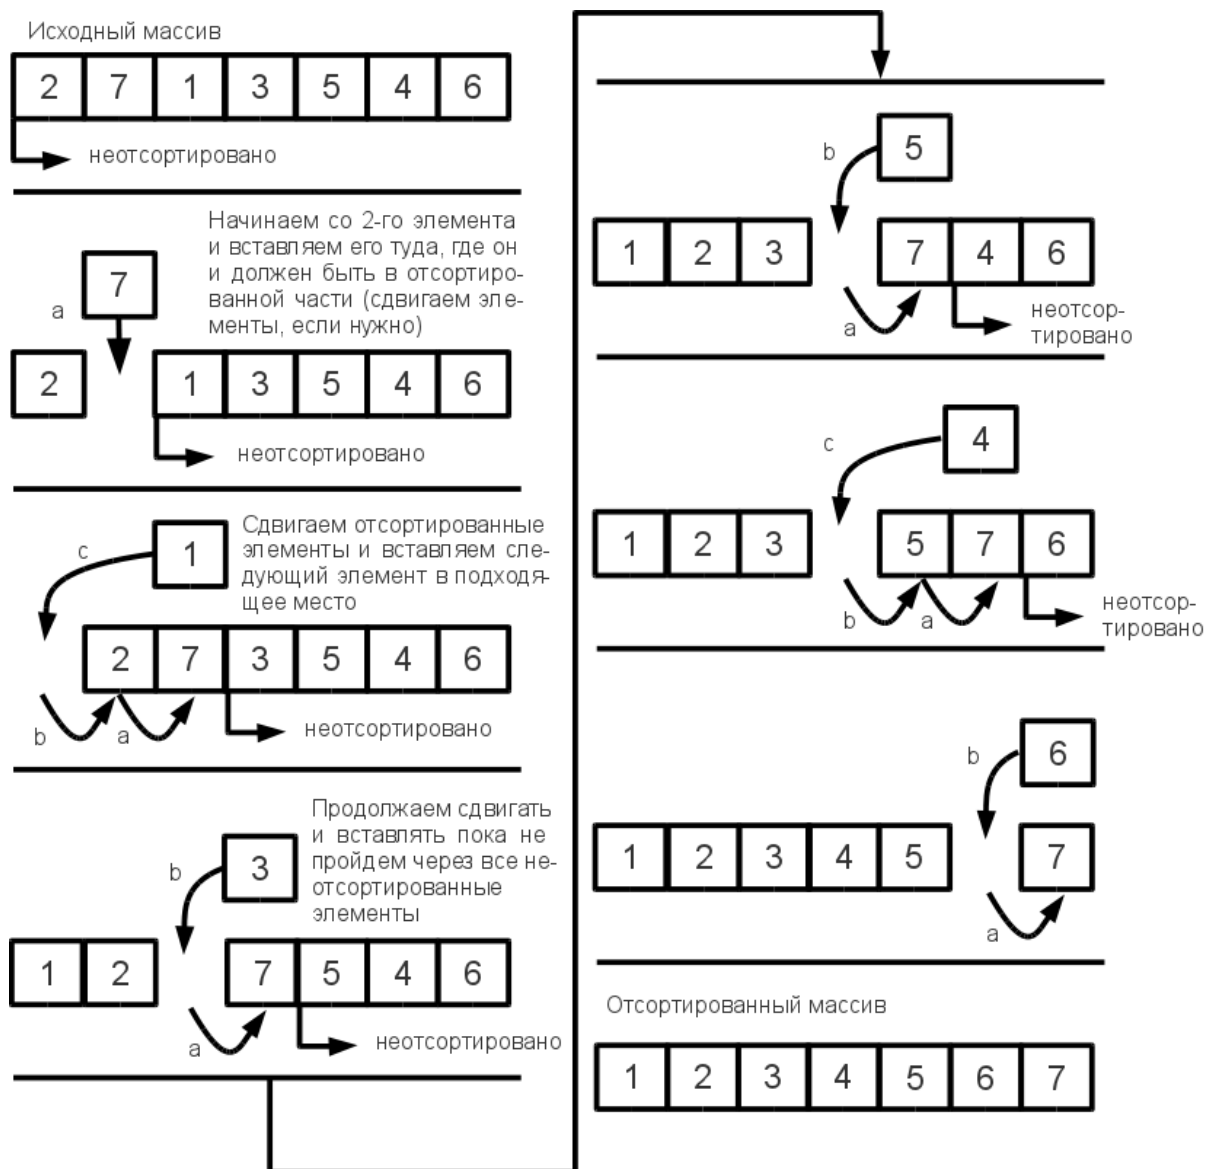 Исходный массив
2 7 1 3 5 4 6
неотсортировано
Начинаем со 2-го элемента
и вставляем его туда, где он
и должен быть в отсортиро-
ванной части (сдвигаем эле-
менты, если нужно)
7
a
2 1 3 5 4 6
неотсортировано
Сдвигаем отсортированные
элементы и вставляем сле-
дующий элемент в подходя-
щее место
c
1
2 7 3 5 4 6
b a
неотсортировано
Продолжаем сдвигать
и вставлять пока не
пройдем через все не-
отсортированные
элементы
b
3
1 2 7 5 4 6
a
неотсортировано
b
5
1 2 3 7 4 6
a
неотсор-
тировано
c
4
1 2 3 5 7 6
b a
неотсор-
тировано
b
6
1 2 3 4 5 7
a
Отсортированный массив
1 2 3 4 5 6 7